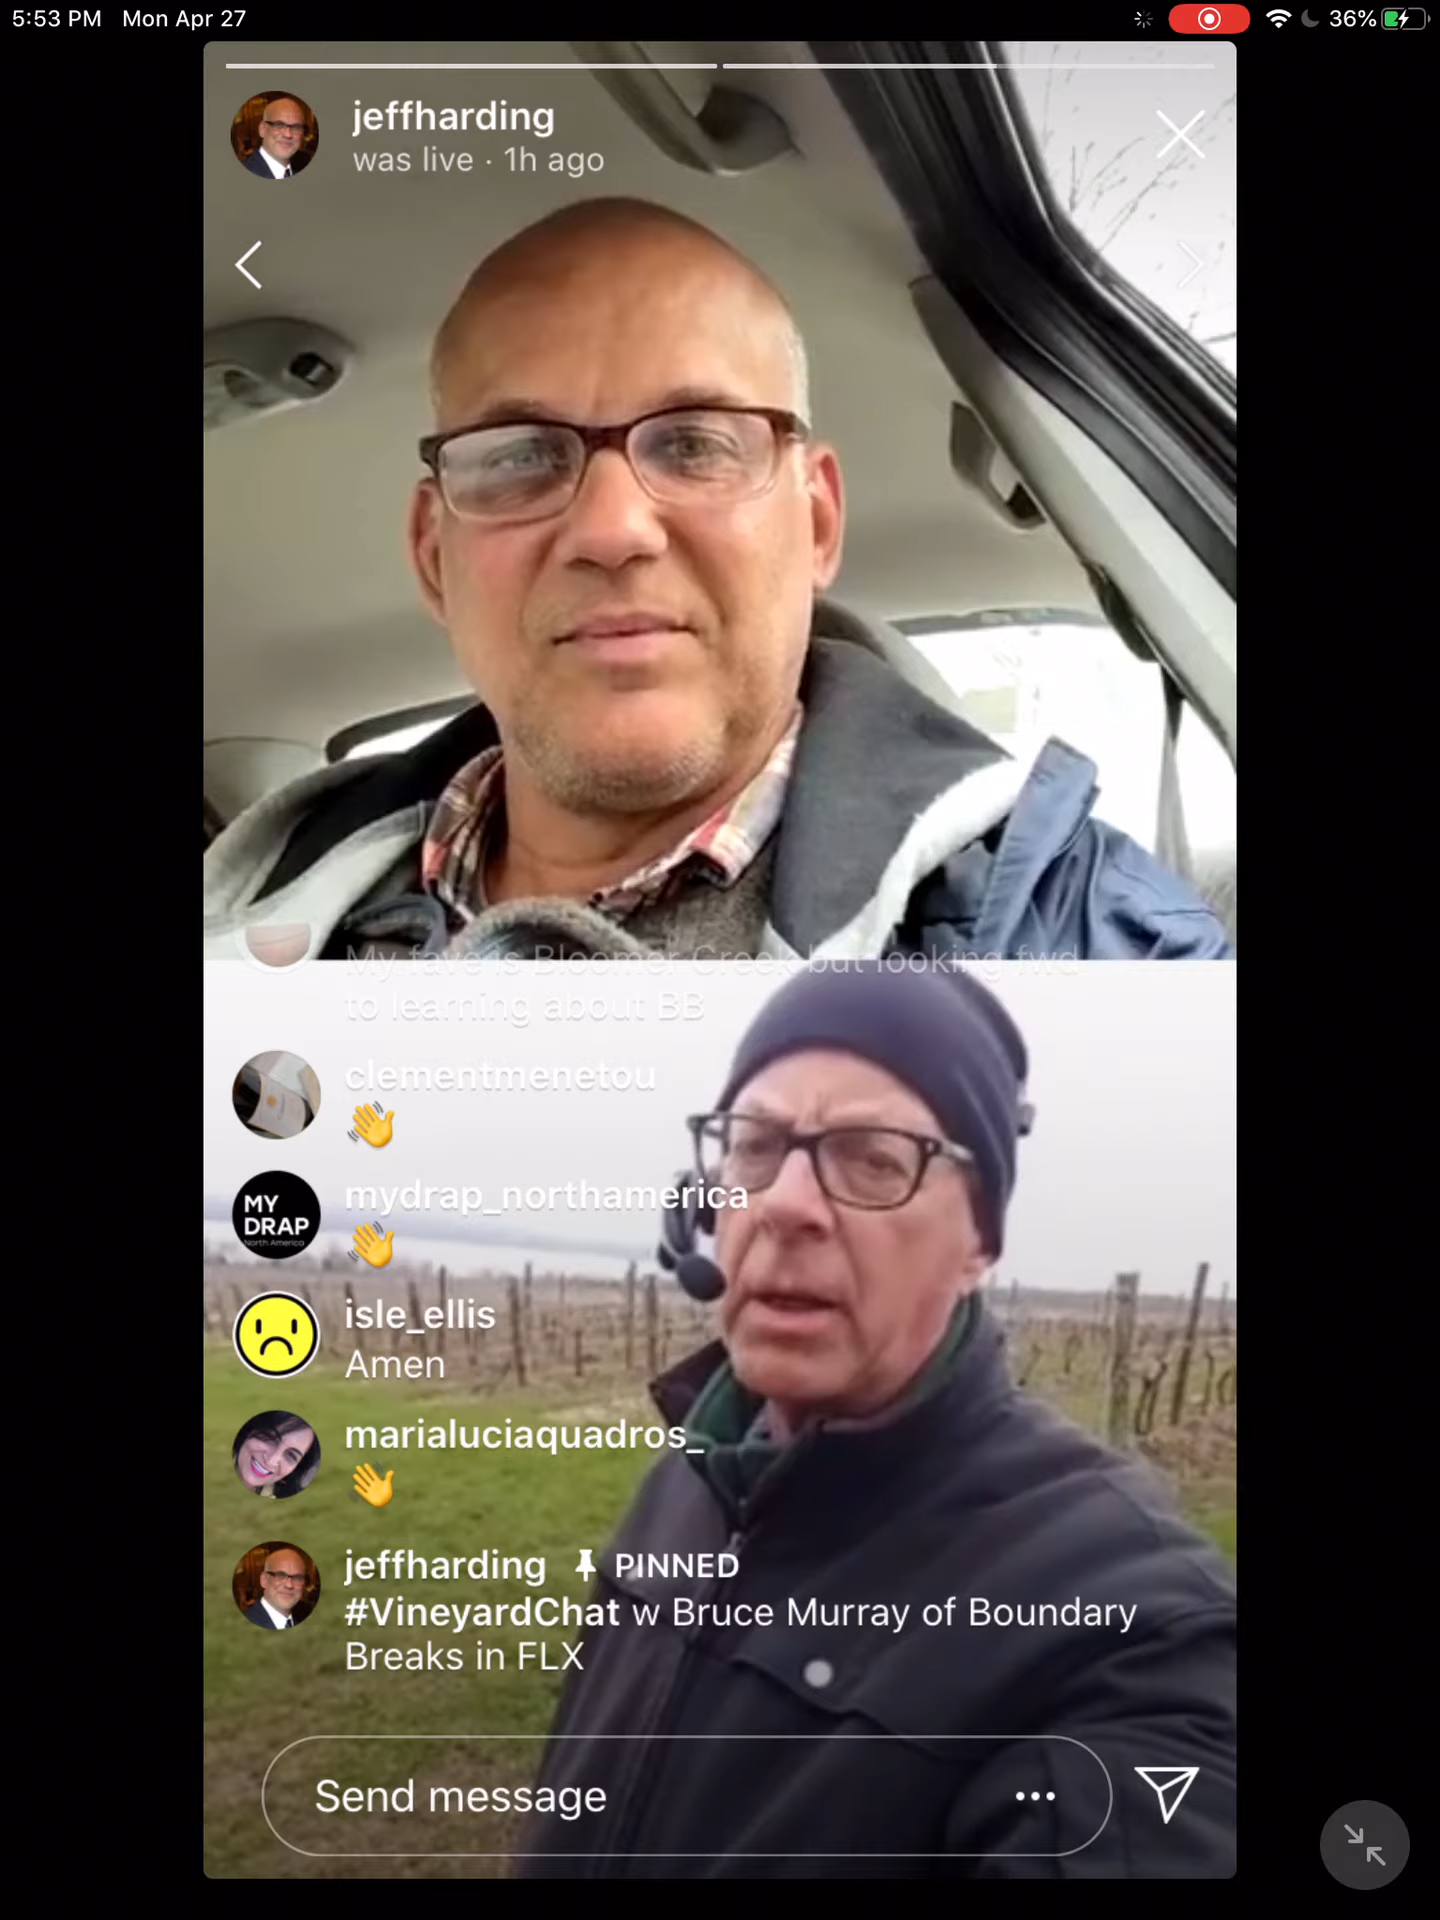 5:53 PM Mon Apr 27
36%
jeffharding
was live · 1h ago
My fave is Bloomer Creek but looking fwd
to learning about BB
clementmenetou
👋
MY
DRAP
North America
mydrap_northamerica
👋
isle_ellis
Amen
marialuciaquadros_
👋
jeffharding PINNED
#VineyardChat w Bruce Murray of Boundary
Breaks in FLX
Send message